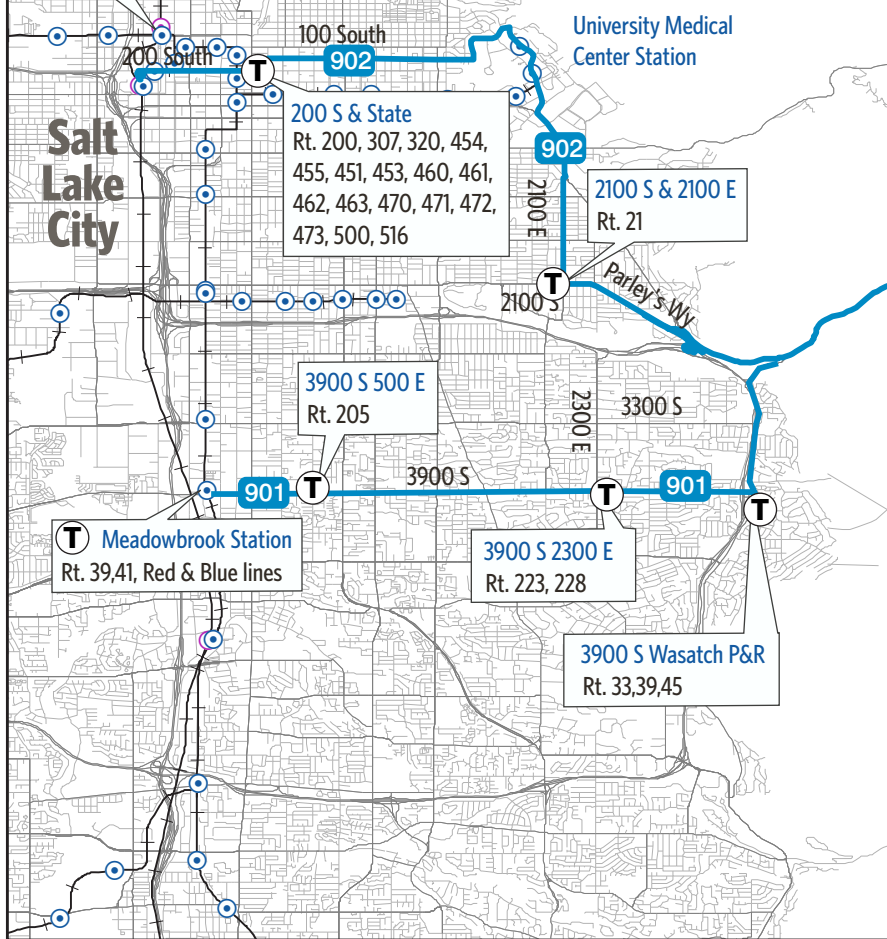 100 South
University Medical
Center Station
200 South
T
902
200 S & State
Rt. 200, 307, 320, 454,
455, 451, 453, 460, 461,
462, 463, 470, 471, 472,
473, 500, 516
Salt
Lake
City
902
2100 E
2100 S & 2100 E
Rt. 21
T
2100 S
Parley's Wy
3900 S 500 E
Rt. 205
2300 E
3300 S
901
T
3900 S
T
901
T
T Meadowbrook Station
Rt. 39,41, Red & Blue lines
3900 S 2300 E
Rt. 223, 228
3900 S Wasatch P&R
Rt. 33,39,45